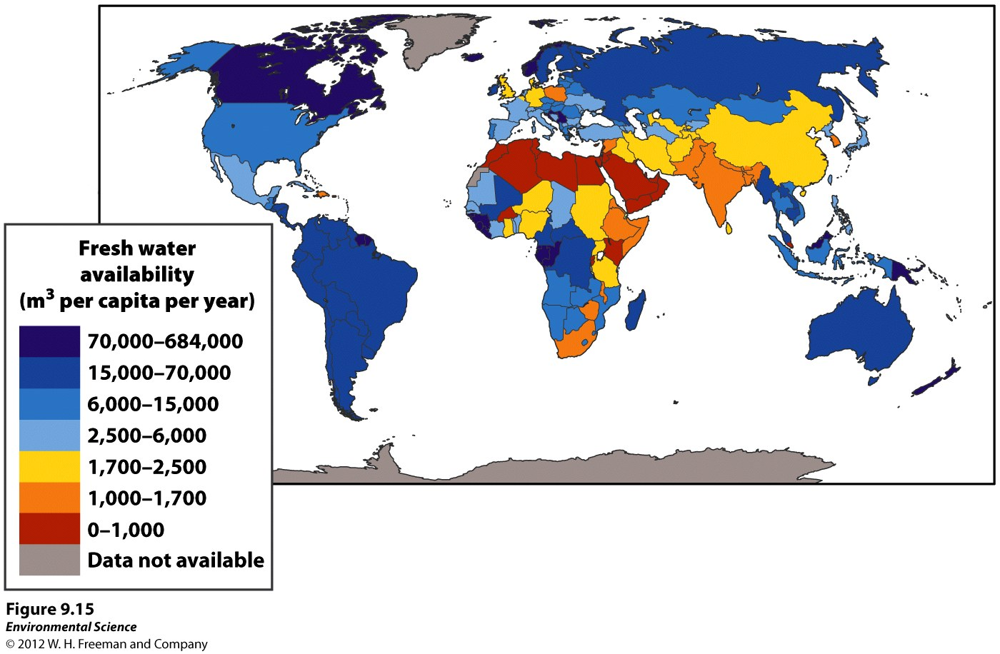 Fresh water
availability
(m³ per capita per year)
70,000–684,000
15,000–70,000
6,000–15,000
2,500–6,000
1,700–2,500
1,000–1,700
0–1,000
Data not available
Figure 9.15
Environmental Science
© 2012 W. H. Freeman and Company